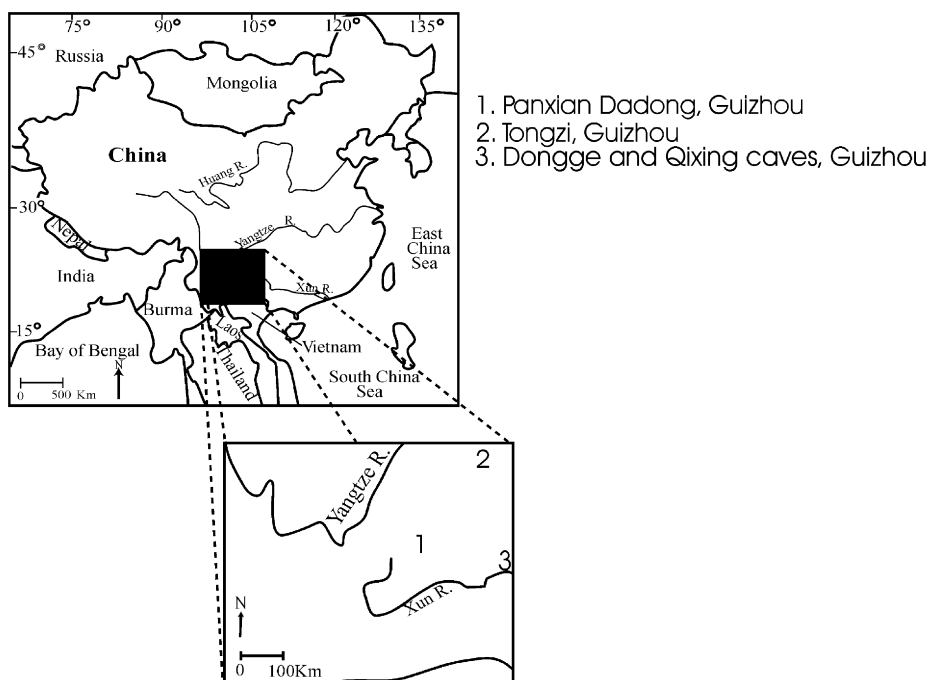 75° 90° 105° 120° 135°
45°
Russia
Mongolia
China
Huang R.
30°
Yangtze R.
Nepal
East
China
Sea
India
Xun R.
Burma
15°
Laos
Bay of Bengal
Vietnam
Thailand
N
South China
Sea
0 500 Km
1. Panxian Dadong, Guizhou
2. Tongzi, Guizhou
3. Dongge and Qixing caves, Guizhou
2
Yangtze R.
1
3
Xun R.
N
0 100Km